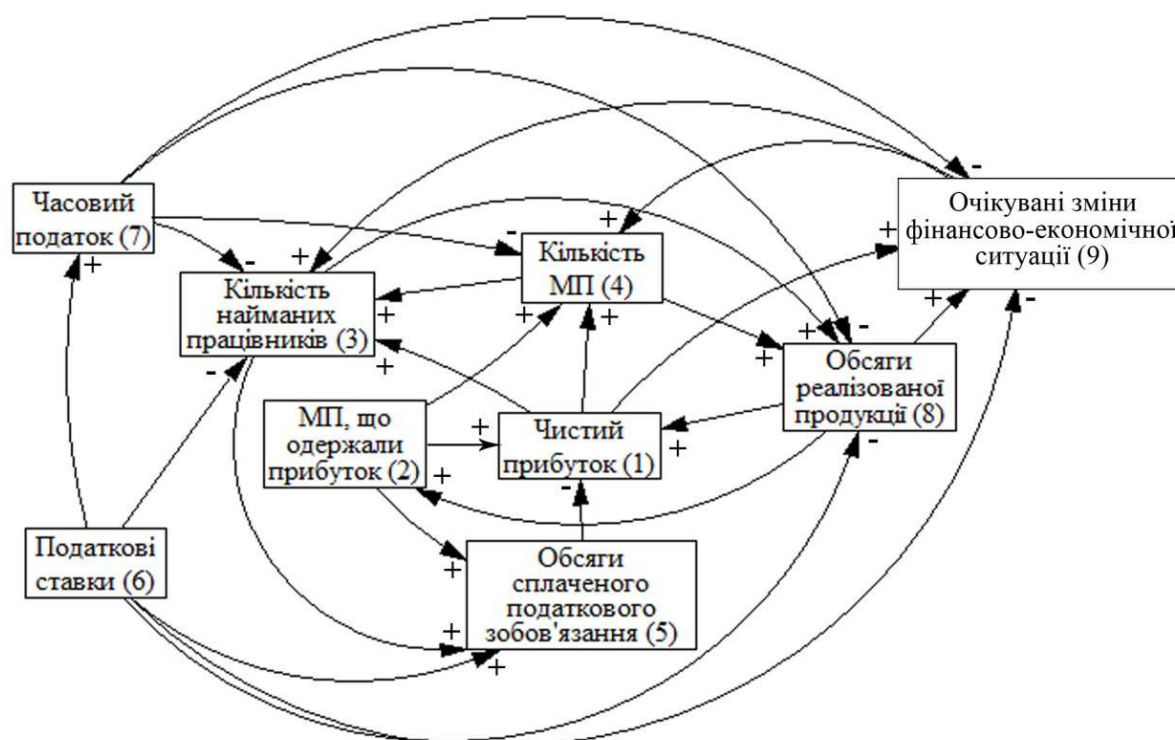 Часовий
податок (7)
Очікувані зміни
фінансово-економічної
ситуації (9)
Кількість
МП (4)
Кількість
найманих
працівників (3)
Обсяги
реалізованої
продукції (8)
МП, що
одержали
прибуток (2)
Чистий
прибуток (1)
Податкові
ставки (6)
Обсяги
сплаченого
податкового
зобов'язання (5)